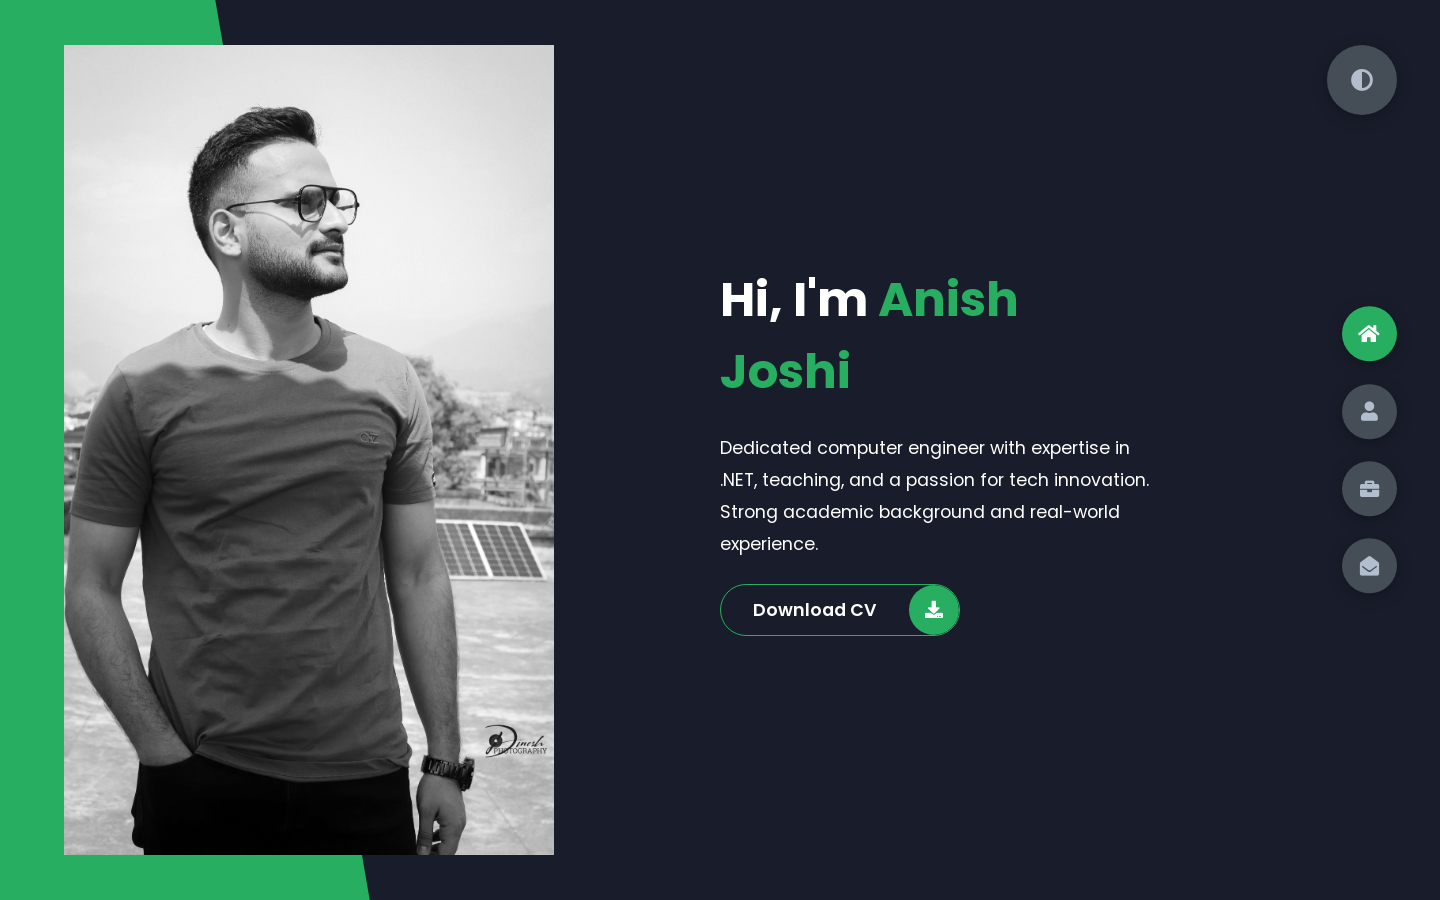 Hi, I'm Anish
Joshi
Dedicated computer engineer with expertise in
.NET, teaching, and a passion for tech innovation.
Strong academic background and real-world
experience.
Download CV
Dinesh
PHOTOGRAPHY